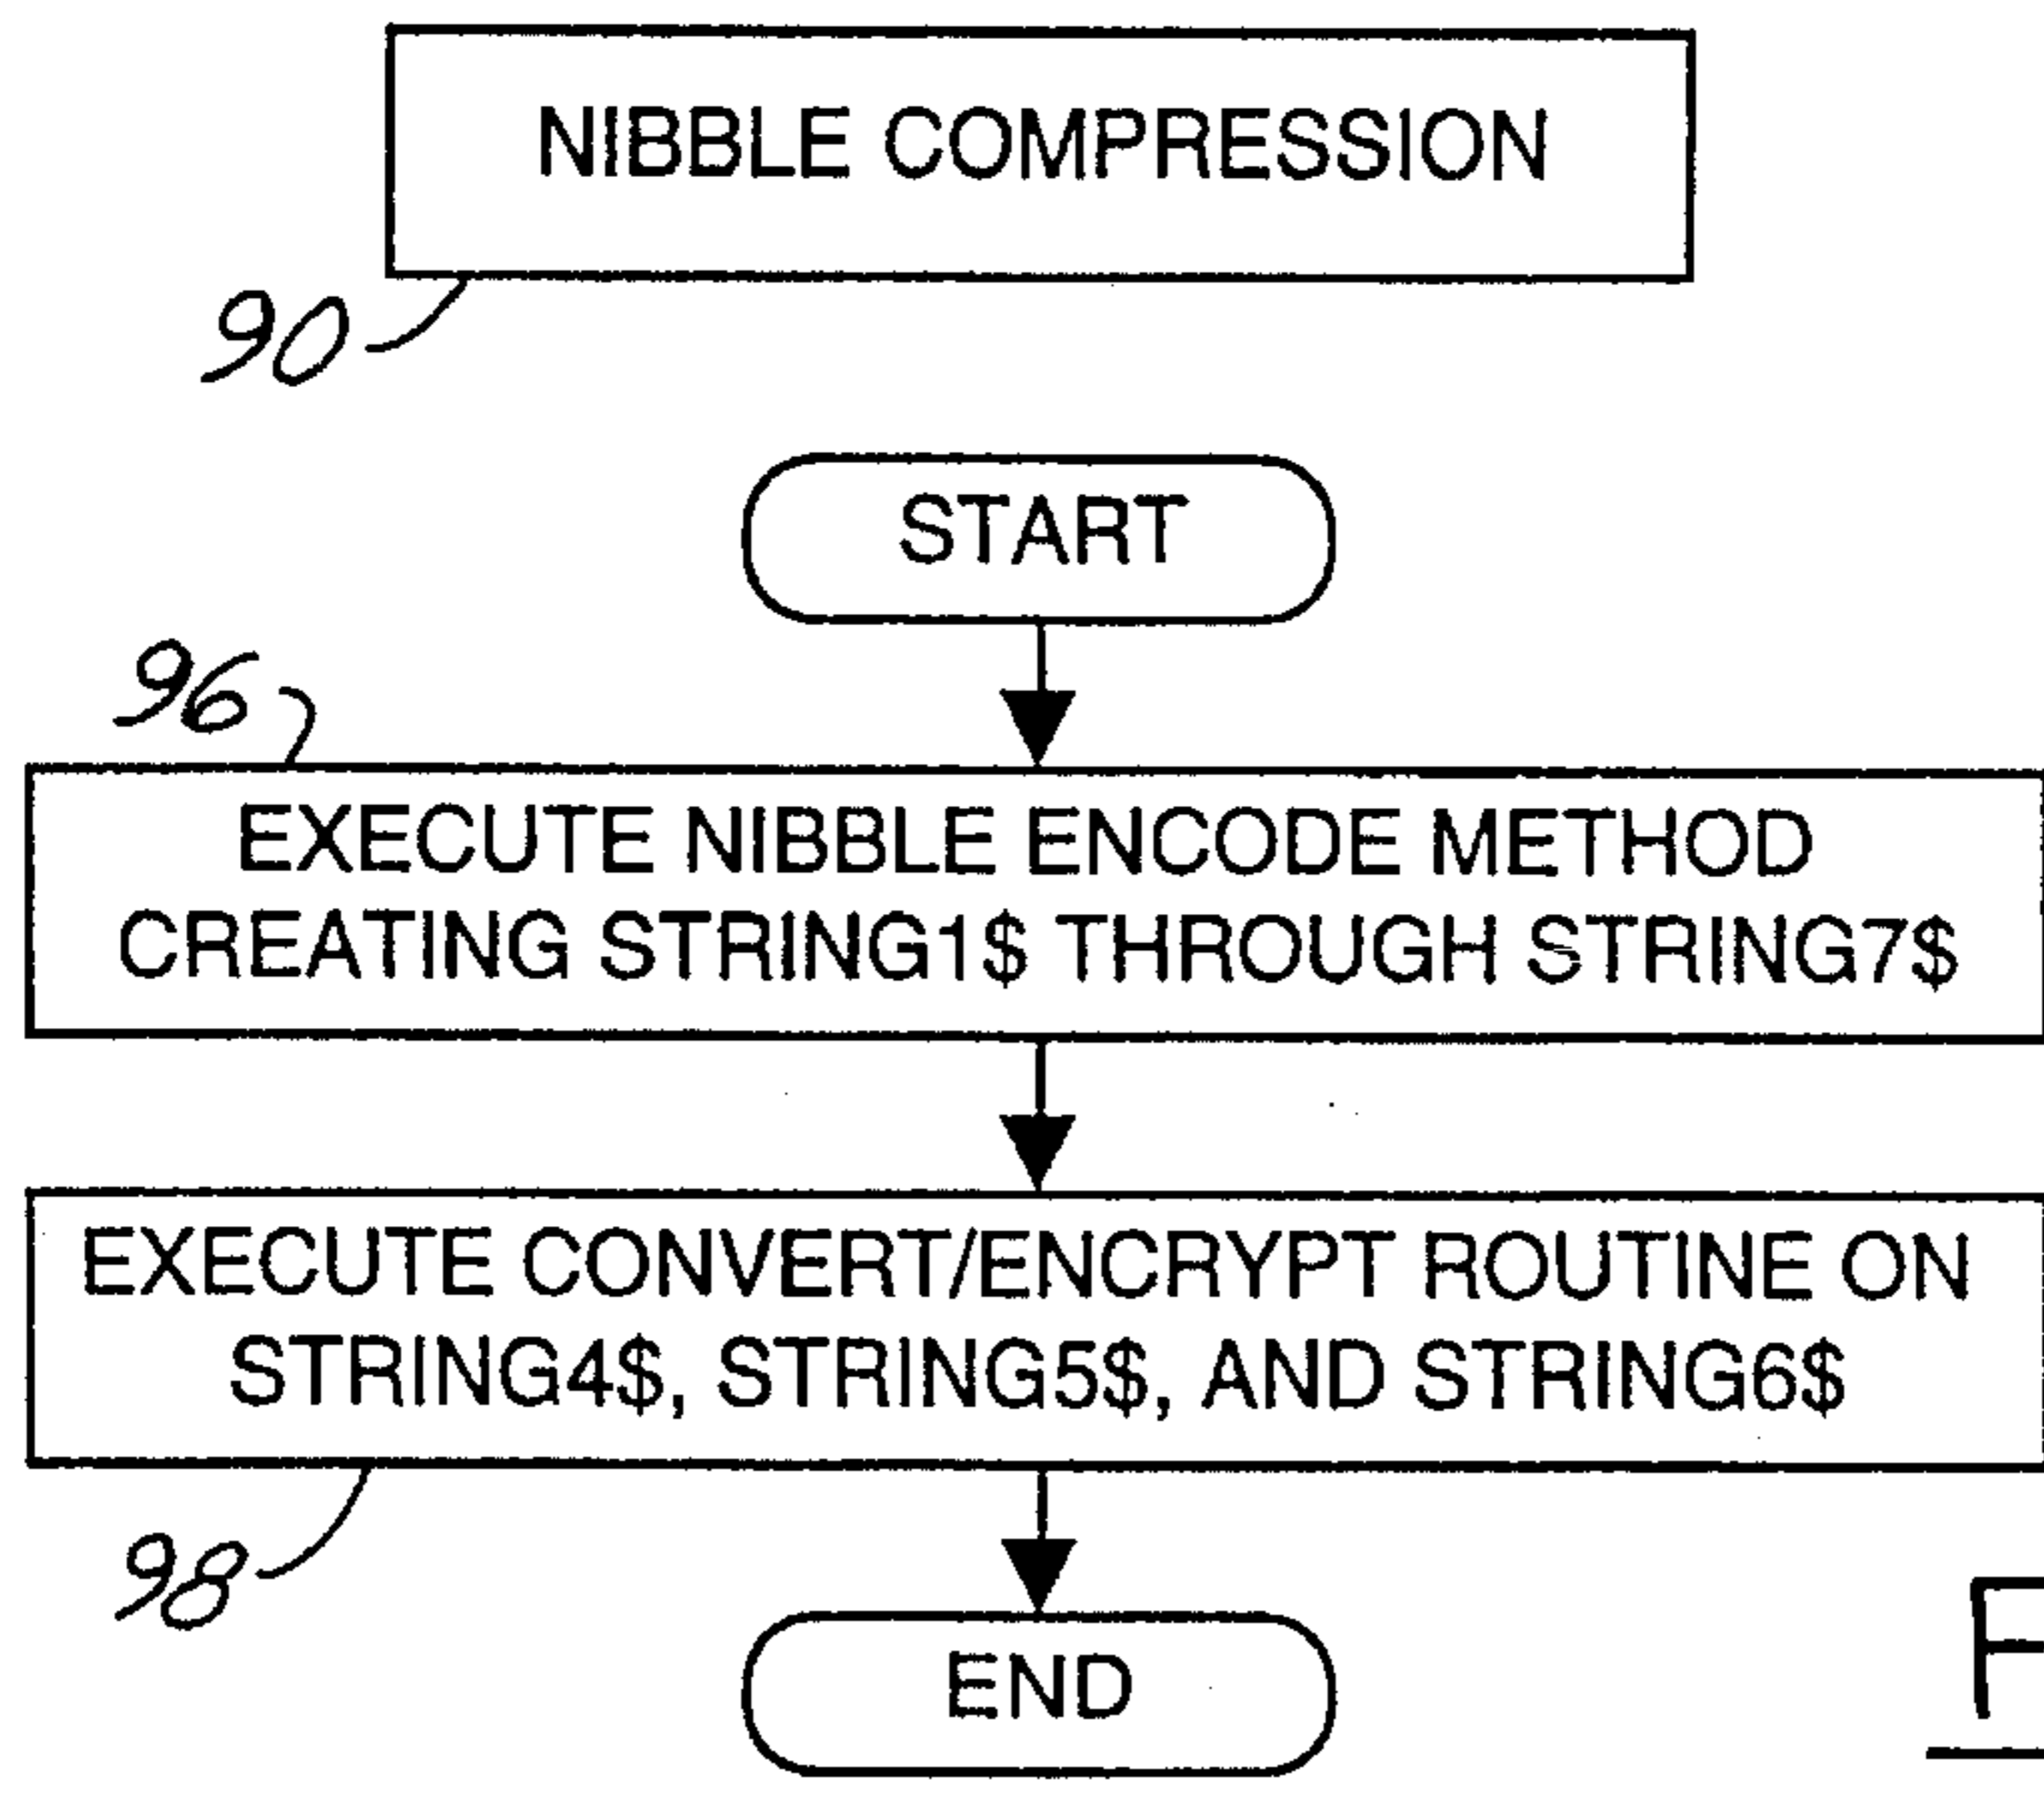 NIBBLE COMPRESSION
90
START
96
EXECUTE NIBBLE ENCODE METHOD
CREATING STRING1$ THROUGH STRING7$
EXECUTE CONVERT/ENCRYPT ROUTINE ON
STRING4$, STRING5$, AND STRING6$
98
END